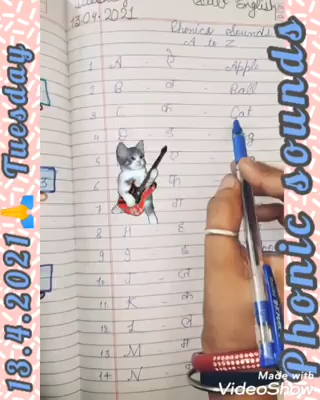 Tuesday
13.4.2021 🙏 Tuesday
Phonic sounds
English
13.04.2021
Phonics Sounds
A to Z
1 A - ऐ - Apple
2 B - ब - Ball
3 C - क - Cat
4 D - ड
5 ए
6 फ
7 ग
8 H - ह
9 I - इ
10 J - ज
11 K - क
12 L - ल
13 M - म
14 N -
Made with
VideoShow